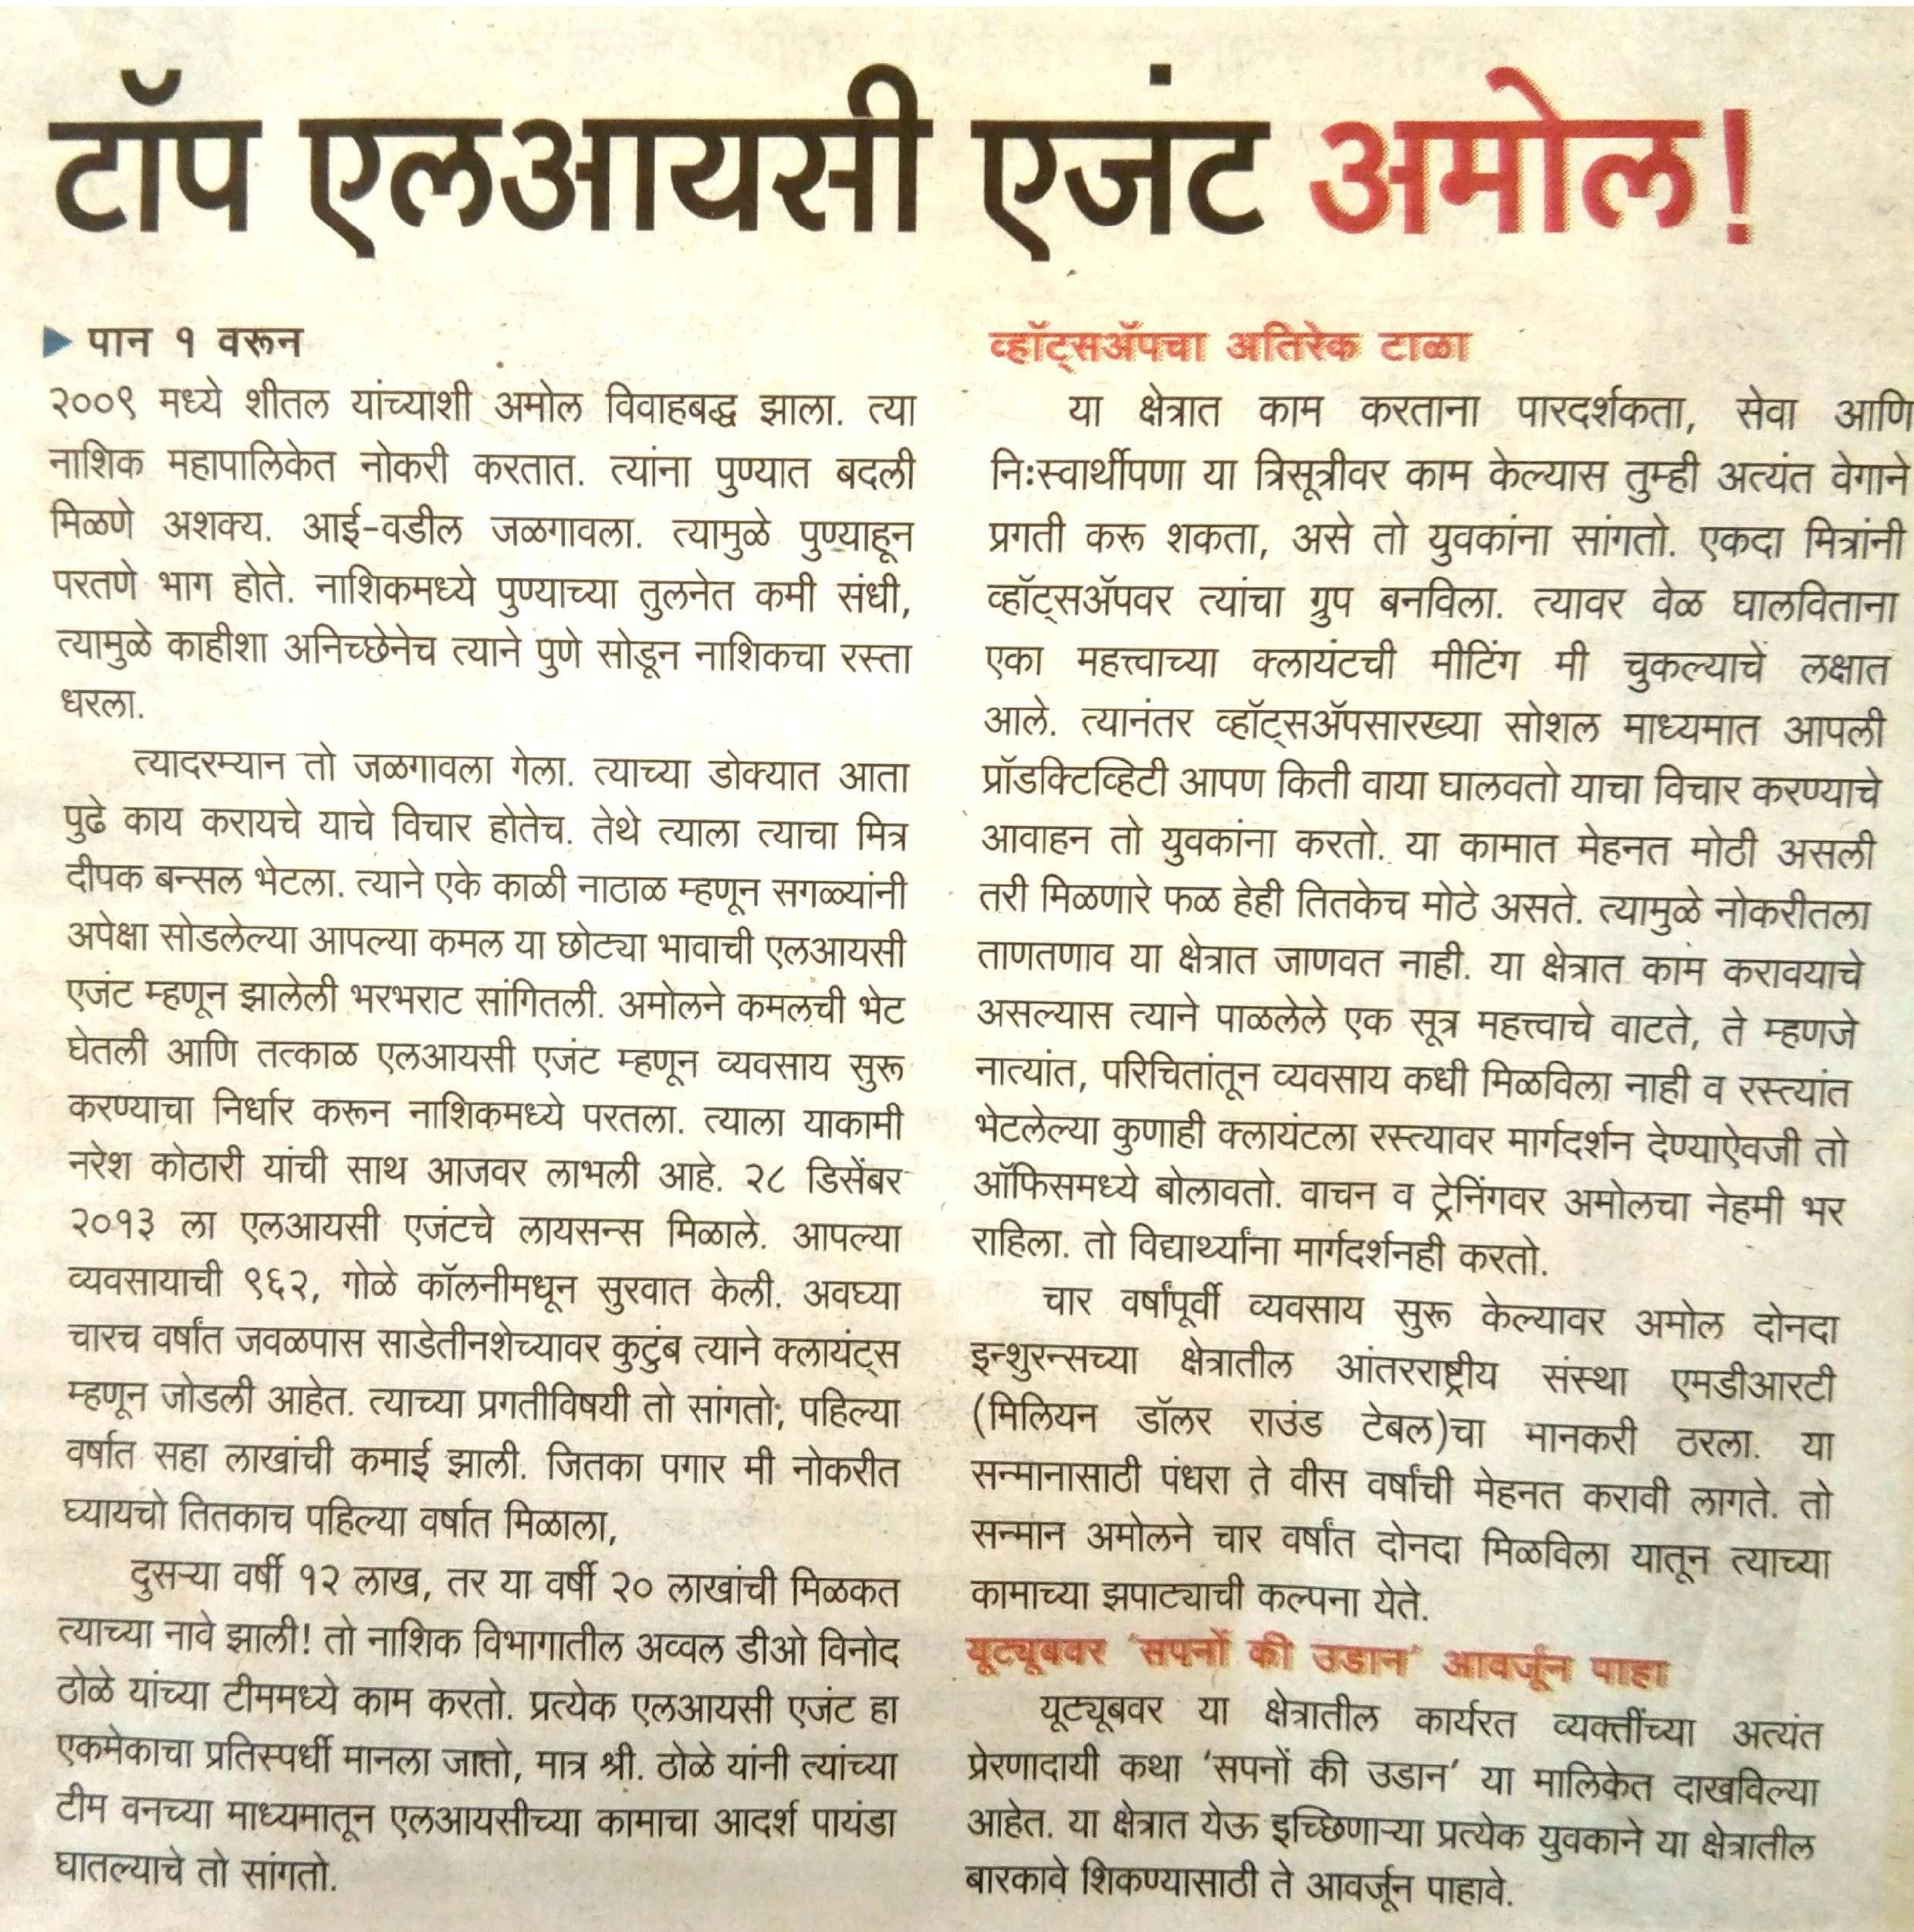 टॉप एलआयसी एजंट अमोल!
पान १ वरून
२००९ मध्ये शीतल यांच्याशी अमोल विवाहबद्ध झाला. त्या
नाशिक महापालिकेत नोकरी करतात. त्यांना पुण्यात बदली
मिळणे अशक्य. आई-वडील जळगावला. त्यामुळे पुण्याहून
परतणे भाग होते. नाशिकमध्ये पुण्याच्या तुलनेत कमी संधी,
त्यामुळे काहीशा अनिच्छेनेच त्याने पुणे सोडून नाशिकचा रस्ता
धरला.
त्यादरम्यान तो जळगावला गेला. त्याच्या डोक्यात आता
पुढे काय करायचे याचे विचार होतेच. तेथे त्याला त्याचा मित्र
दीपक बन्सल भेटला. त्याने एके काळी नाठाळ म्हणून सगळ्यांनी
अपेक्षा सोडलेल्या आपल्या कमल या छोट्या भावाची एलआयसी
एजंट म्हणून झालेली भरभराट सांगितली. अमोलने कमलची भेट
घेतली आणि तत्काळ एलआयसी एजंट म्हणून व्यवसाय सुरू
करण्याचा निर्धार करून नाशिकमध्ये परतला. त्याला याकामी
नरेश कोठारी यांची साथ आजवर लाभली आहे. २८ डिसेंबर
२०१३ ला एलआयसी एजंटचे लायसन्स मिळाले. आपल्या
व्यवसायाची ९६२, गोळे कॉलनीमधून सुरवात केली. अवघ्या
चारच वर्षांत जवळपास साडेतीनशेच्यावर कुटुंब त्याने क्लायंट्स
म्हणून जोडली आहेत. त्याच्या प्रगतीविषयी तो सांगतो; पहिल्या
वर्षात सहा लाखांची कमाई झाली. जितका पगार मी नोकरीत
घ्यायचो तितकाच पहिल्या वर्षात मिळाला,
दुसऱ्या वर्षी १२ लाख, तर या वर्षी २० लाखांची मिळकत
त्याच्या नावे झाली! तो नाशिक विभागातील अव्वल डीओ विनोद
ठोळे यांच्या टीममध्ये काम करतो. प्रत्येक एलआयसी एजंट हा
एकमेकाचा प्रतिस्पर्धी मानला जातो, मात्र श्री. ठोळे यांनी त्यांच्या
टीम वनच्या माध्यमातून एलआयसीच्या कामाचा आदर्श पायंडा
घातल्याचे तो सांगतो.
व्हॉट्सॲपचा अतिरेक टाळा
या क्षेत्रात काम करताना पारदर्शकता, सेवा आणि
निःस्वार्थीपणा या त्रिसूत्रीवर काम केल्यास तुम्ही अत्यंत वेगाने
प्रगती करू शकता, असे तो युवकांना सांगतो. एकदा मित्रांनी
व्हॉट्सॲपवर त्यांचा ग्रुप बनविला. त्यावर वेळ घालविताना
एका महत्त्वाच्या क्लायंटची मीटिंग मी चुकल्याचे लक्षात
आले. त्यानंतर व्हॉट्सॲपसारख्या सोशल माध्यमात आपली
प्रॉडक्टिव्हिटी आपण किती वाया घालवतो याचा विचार करण्याचे
आवाहन तो युवकांना करतो. या कामात मेहनत मोठी असली
तरी मिळणारे फळ हेही तितकेच मोठे असते. त्यामुळे नोकरीतला
ताणतणाव या क्षेत्रात जाणवत नाही. या क्षेत्रात काम करावयाचे
असल्यास त्याने पाळलेले एक सूत्र महत्त्वाचे वाटते, ते म्हणजे
नात्यांत, परिचितांतून व्यवसाय कधी मिळविला नाही व रस्त्यांत
भेटलेल्या कुणाही क्लायंटला रस्त्यावर मार्गदर्शन देण्याऐवजी तो
ऑफिसमध्ये बोलावतो. वाचन व ट्रेनिंगवर अमोलचा नेहमी भर
राहिला. तो विद्यार्थ्यांना मार्गदर्शनही करतो.
चार वर्षांपूर्वी व्यवसाय सुरू केल्यावर अमोल दोनदा
इन्शुरन्सच्या क्षेत्रातील आंतरराष्ट्रीय संस्था एमडीआरटी
(मिलियन डॉलर राउंड टेबल)चा मानकरी ठरला. या
सन्मानासाठी पंधरा ते वीस वर्षांची मेहनत करावी लागते. तो
सन्मान अमोलने चार वर्षांत दोनदा मिळविला यातून त्याच्या
कामाच्या झपाट्याची कल्पना येते.
यूट्यूबवर 'सपनों की उडान' आवर्जून पाहा
यूट्यूबवर या क्षेत्रातील कार्यरत व्यक्तींच्या अत्यंत
प्रेरणादायी कथा 'सपनों की उडान' या मालिकेत दाखविल्या
आहेत. या क्षेत्रात येऊ इच्छिणाऱ्या प्रत्येक युवकाने या क्षेत्रातील
बारकावे शिकण्यासाठी ते आवर्जून पाहावे.